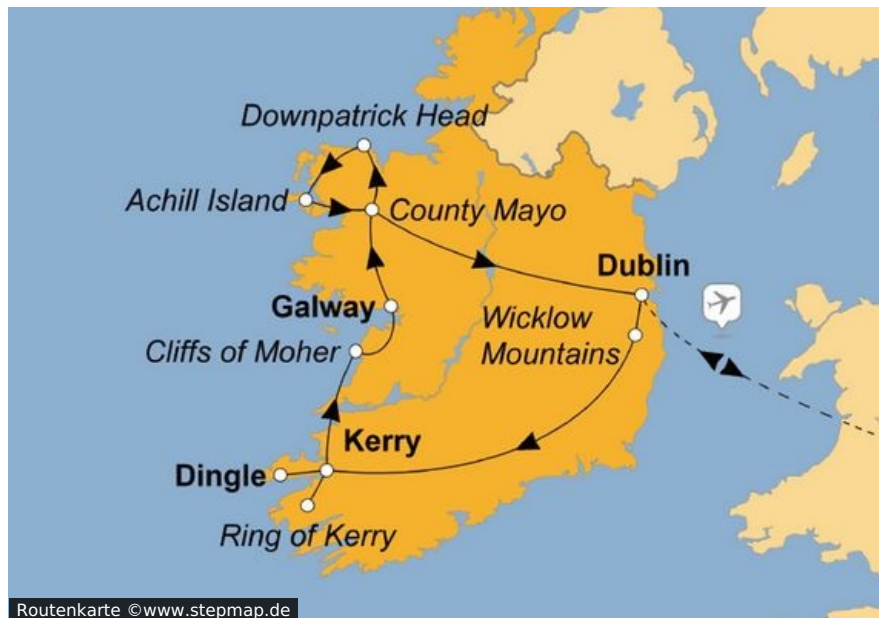 Downpatrick Head
Achill Island
County Mayo
Dublin
Galway
Wicklow
Mountains
Cliffs of Moher
Kerry
Dingle
Ring of Kerry
Routenkarte ©www.stepmap.de